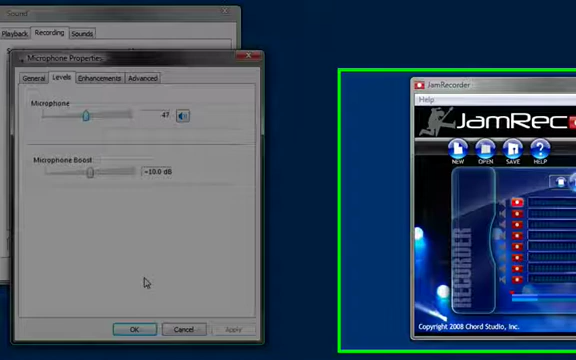 Sound
Playback Recording Sounds
Microphone Properties
General Levels Enhancements Advanced
Microphone
47
Microphone Boost
+10.0 dB
OK Cancel Apply
JamRecorder
Help
JamRec
NEW OPEN SAVE HELP
RECORDER
Copyright 2008 Chord Studio, Inc.